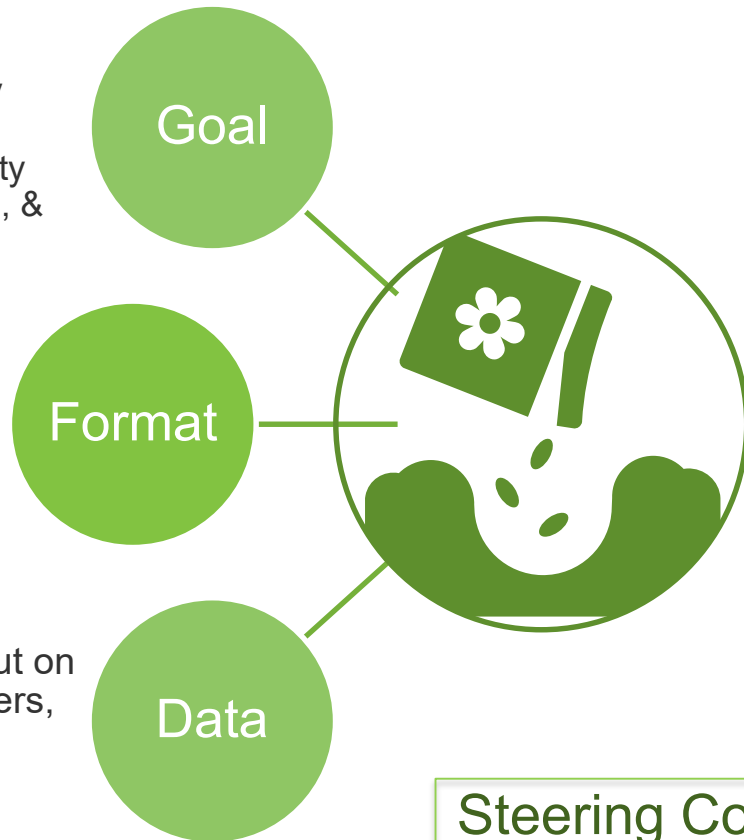 Goal
ty
, &
Format
ut on
ers,
Data
Steering Co